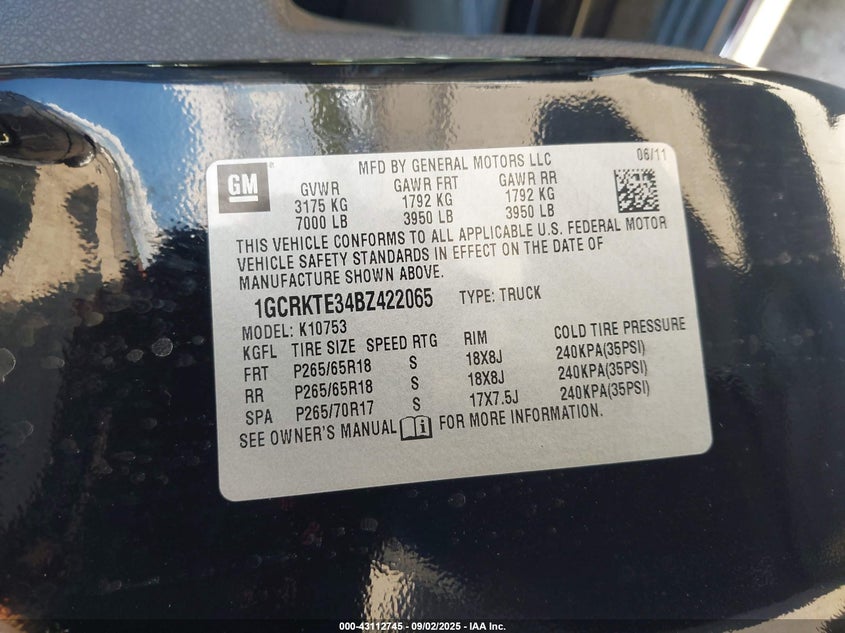 GM ®
MFD BY GENERAL MOTORS LLC 06/11
GVWR GAWR FRT GAWR RR
3175 KG 1792 KG 1792 KG
7000 LB 3950 LB 3950 LB
THIS VEHICLE CONFORMS TO ALL APPLICABLE U.S. FEDERAL MOTOR
VEHICLE SAFETY STANDARDS IN EFFECT ON THE DATE OF
MANUFACTURE SHOWN ABOVE.
1GCRKTE34BZ422065 TYPE: TRUCK
MODEL: K10753
KGFL TIRE SIZE SPEED RTG RIM COLD TIRE PRESSURE
FRT P265/65R18 S 18X8J 240KPA(35PSI)
RR P265/65R18 S 18X8J 240KPA(35PSI)
SPA P265/70R17 S 17X7.5J 240KPA(35PSI)
SEE OWNER'S MANUAL i FOR MORE INFORMATION.
000-43112745 - 09/02/2025 - IAA Inc.